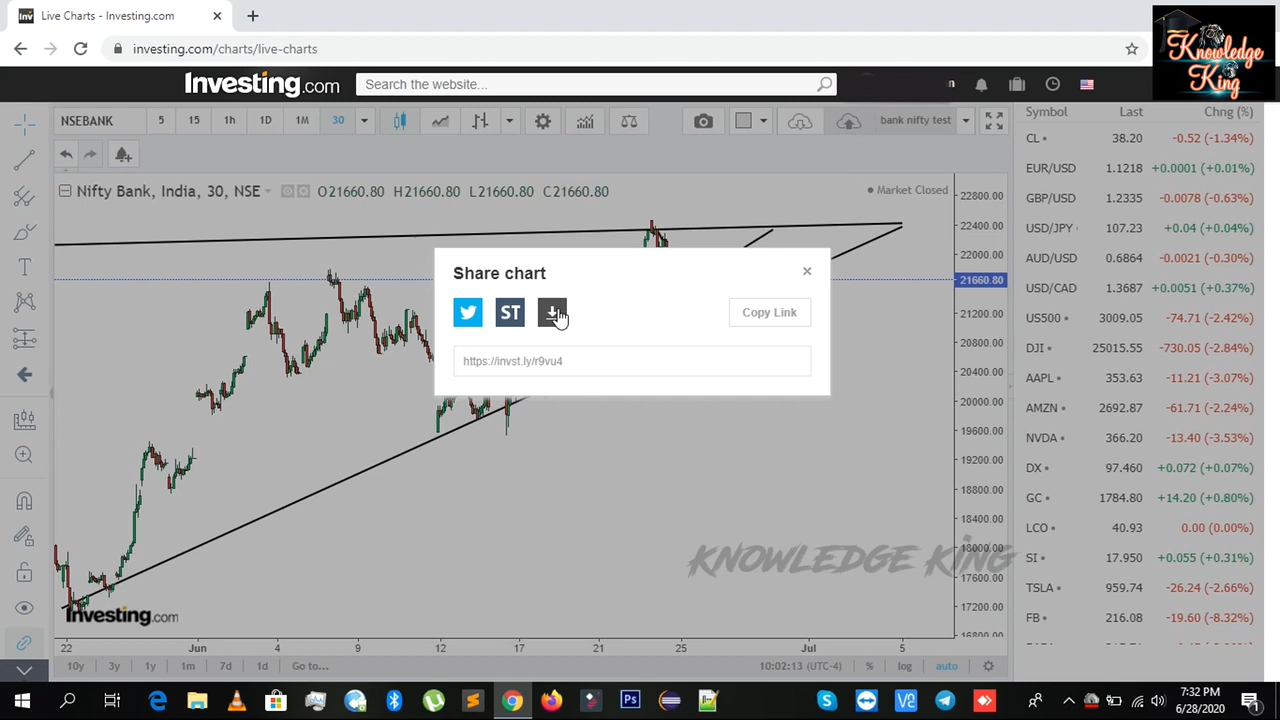 Live Charts - Investing.com
investing.com/charts/live-charts
Knowledge
King
Investing.com
Search the website...
n
NSEBANK
5
15
1h
1D
1M
30
bank nifty test
Nifty Bank, India, 30, NSE
O21660.80 H21660.80 L21660.80 C21660.80
Market Closed
Share chart
ST
Copy Link
https://invst.ly/r9vu4
22800.00
22400.00
22000.00
21660.80
21200.00
20800.00
20400.00
20000.00
19600.00
19200.00
18800.00
18400.00
18000.00
17600.00
17200.00
16800.00
KNOWLEDGE KING
Investing.com
22
Jun
4
9
12
17
21
25
Jul
5
10y
3y
1y
1m
7d
1d
Go to...
10:02:13 (UTC-4)
%
log
auto
Symbol Last Chng (%)
CL 38.20 -0.52 (-1.34%)
EUR/USD 1.1218 +0.0001 (+0.01%)
GBP/USD 1.2335 -0.0078 (-0.63%)
USD/JPY 107.23 +0.04 (+0.04%)
AUD/USD 0.6864 -0.0021 (-0.30%)
USD/CAD 1.3687 +0.0051 (+0.37%)
US500 3009.05 -74.71 (-2.42%)
DJI 25015.55 -730.05 (-2.84%)
AAPL 353.63 -11.21 (-3.07%)
AMZN 2692.87 -61.71 (-2.24%)
NVDA 366.20 -13.40 (-3.53%)
DX 97.460 +0.072 (+0.07%)
GC 1784.80 +14.20 (+0.80%)
LCO 40.93 0.00 (0.00%)
SI 17.950 +0.055 (+0.31%)
TSLA 959.74 -26.24 (-2.66%)
FB 216.08 -19.60 (-8.32%)
7:32 PM
6/28/2020